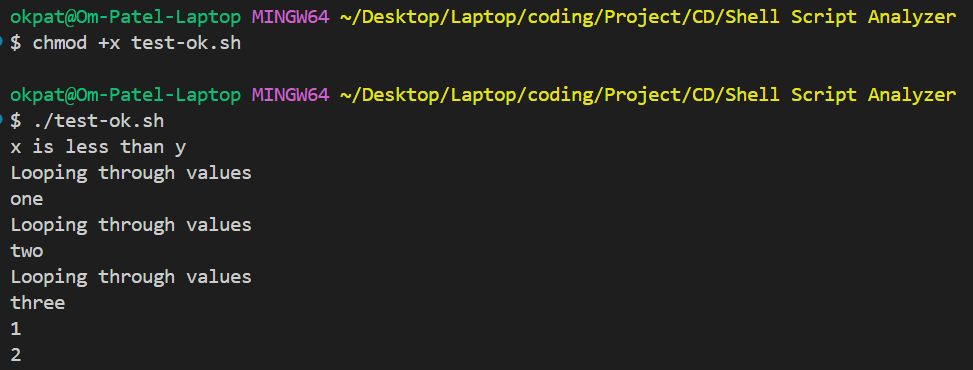 okpat@Om-Patel-Laptop MINGW64 ~/Desktop/Laptop/coding/Project/CD/Shell Script Analyzer
$ chmod +x test-ok.sh
okpat@Om-Patel-Laptop MINGW64 ~/Desktop/Laptop/coding/Project/CD/Shell Script Analyzer
$ ./test-ok.sh
x is less than y
Looping through values
one
Looping through values
two
Looping through values
three
1
2